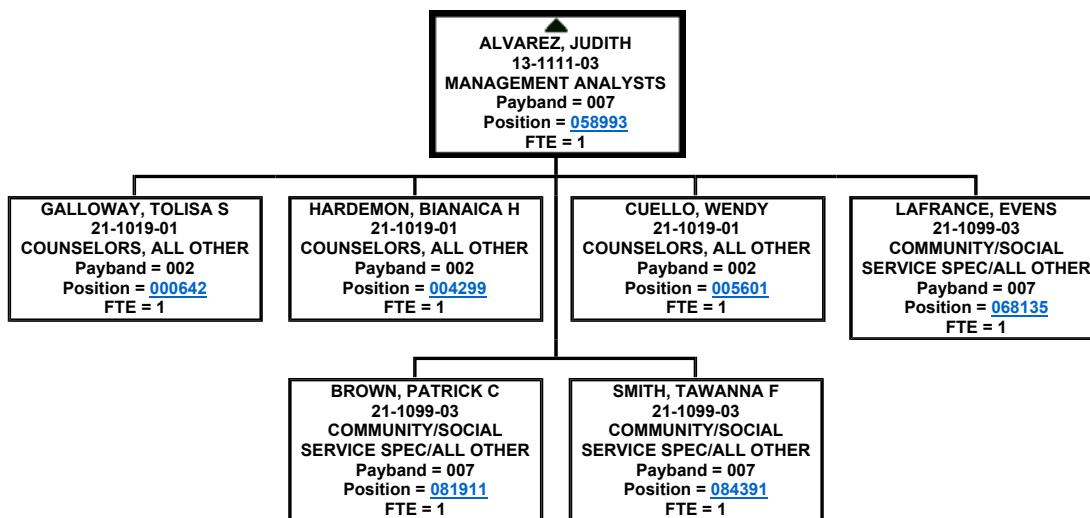 ALVAREZ, JUDITH
13-1111-03
MANAGEMENT ANALYSTS
Payband = 007
Position = 058993
FTE = 1
GALLOWAY, TOLISA S
21-1019-01
COUNSELORS, ALL OTHER
Payband = 002
Position = 000642
FTE = 1
HARDEMON, BIANAICA H
21-1019-01
COUNSELORS, ALL OTHER
Payband = 002
Position = 004299
FTE = 1
CUELLO, WENDY
21-1019-01
COUNSELORS, ALL OTHER
Payband = 002
Position = 005601
FTE = 1
LAFRANCE, EVENS
21-1099-03
COMMUNITY/SOCIAL
SERVICE SPEC/ALL OTHER
Payband = 007
Position = 068135
FTE = 1
BROWN, PATRICK C
21-1099-03
COMMUNITY/SOCIAL
SERVICE SPEC/ALL OTHER
Payband = 007
Position = 081911
FTE = 1
SMITH, TAWANNA F
21-1099-03
COMMUNITY/SOCIAL
SERVICE SPEC/ALL OTHER
Payband = 007
Position = 084391
FTE = 1